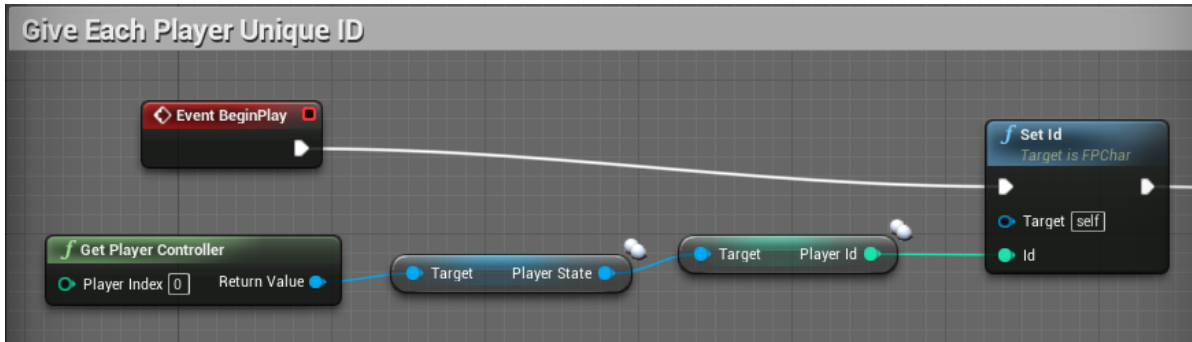 Give Each Player Unique ID
Event BeginPlay
Set Id
Target is FPChar
Target self
Id
Get Player Controller
Player Index 0 Return Value
Target Player State
Target Player Id